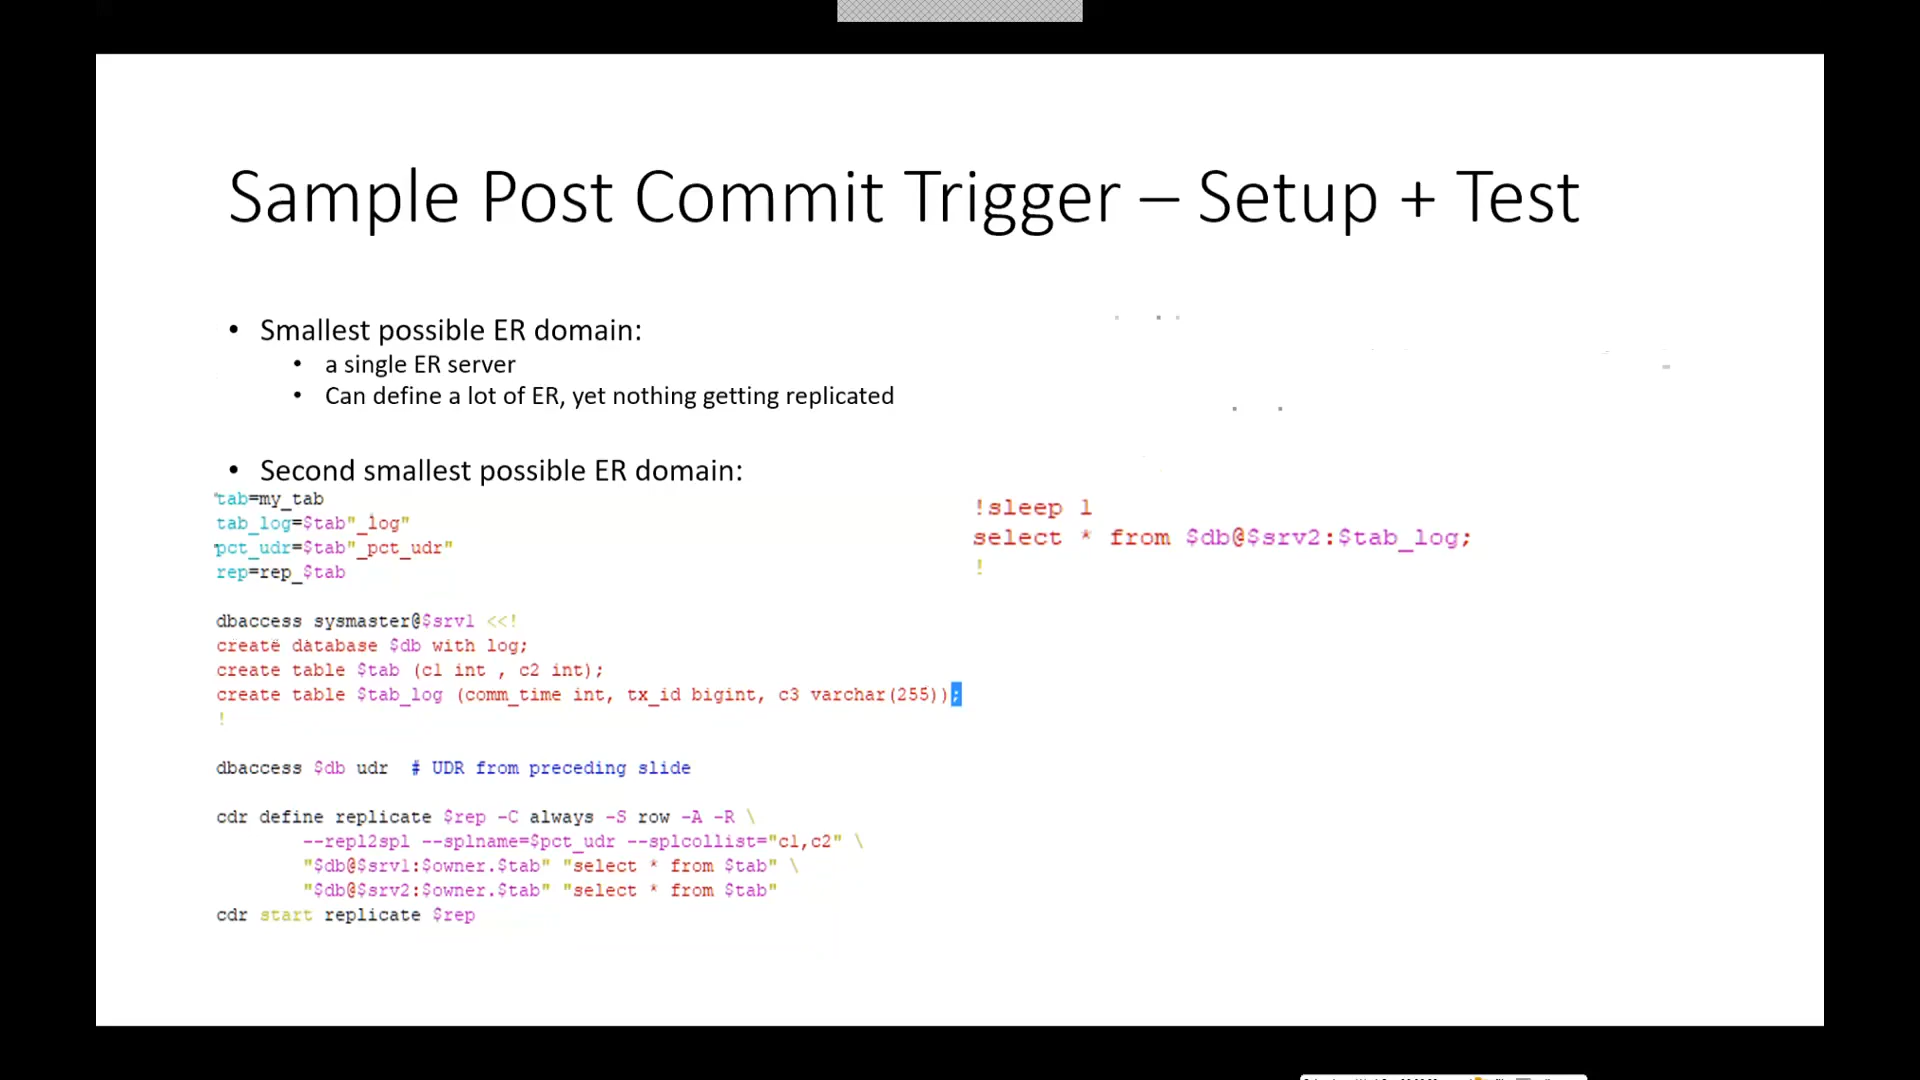 Sample Post Commit Trigger – Setup + Test
• Smallest possible ER domain:
• a single ER server
• Can define a lot of ER, yet nothing getting replicated
• Second smallest possible ER domain:
tab=my_tab
tab_log=$tab"_log"
pct_udr=$tab"_pct_udr"
rep=rep_$tab
dbaccess sysmaster@$srv1 <<!
create database $db with log;
create table $tab (c1 int , c2 int);
create table $tab_log (comm_time int, tx_id bigint, c3 varchar(255));
!
dbaccess $db udr # UDR from preceding slide
cdr define replicate $rep -C always -S row -A -R \
--repl2spl --splname=$pct_udr --splcollist="c1,c2" \
"$db@$srv1:$owner.$tab" "select * from $tab" \
"$db@$srv2:$owner.$tab" "select * from $tab"
cdr start replicate $rep
!sleep 1
select * from $db@$srv2:$tab_log;
!